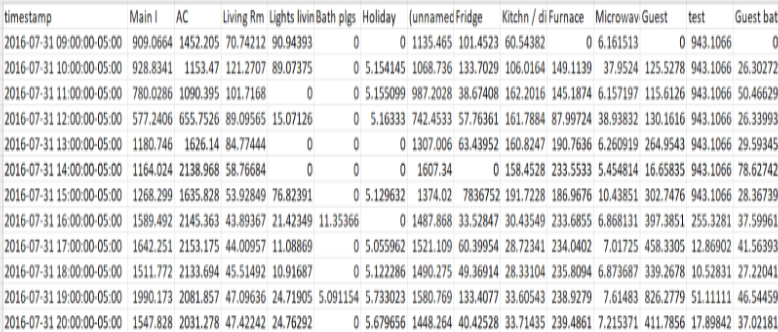 timestamp Main I AC Living Rm Lights livin Bath plgs Holiday (unnamed Fridge Kitchn / di Furnace Microwav Guest test Guest bat
2016-07-31 09:00:00-05:00 909.0664 1452.205 70.74212 90.94393 0 0 1135.465 101.4523 60.54382 0 6.161513 0 943.1066 0
2016-07-31 10:00:00-05:00 928.8341 1153.47 121.2707 89.07375 0 5.154145 1068.736 133.7029 106.0164 149.1139 37.9524 125.5278 943.1066 26.30272
2016-07-31 11:00:00-05:00 780.0286 1090.395 101.7168 0 0 5.155099 987.2028 38.67408 162.2016 145.1874 6.157197 115.6126 943.1066 50.46629
2016-07-31 12:00:00-05:00 577.2406 655.7526 89.09565 15.07126 0 5.16333 742.4533 57.76361 161.7884 87.99724 38.93832 130.1616 943.1066 26.33993
2016-07-31 13:00:00-05:00 1180.746 1626.14 84.77444 0 0 0 1307.006 63.43952 160.8247 190.7636 6.260919 264.9543 943.1066 29.59345
2016-07-31 14:00:00-05:00 1164.024 2138.968 58.76684 0 0 0 1607.34 0 158.4528 233.5533 5.454814 16.65835 943.1066 78.62742
2016-07-31 15:00:00-05:00 1268.299 1635.828 53.92849 76.82391 0 5.129632 1374.02 7836752 191.7228 186.9676 10.43851 302.7476 943.1066 28.36739
2016-07-31 16:00:00-05:00 1589.492 2145.363 43.89367 21.42349 11.35366 0 1487.868 33.52847 30.43549 233.6855 6.868131 397.3851 255.3281 37.59961
2016-07-31 17:00:00-05:00 1642.251 2153.175 44.00957 11.08869 0 5.055962 1521.109 60.39954 28.72341 234.0402 7.01725 458.3305 12.86902 41.56393
2016-07-31 18:00:00-05:00 1511.772 2133.694 45.51492 10.91687 0 5.122286 1490.275 49.36914 28.33104 235.8094 6.873687 339.2678 10.52831 27.22041
2016-07-31 19:00:00-05:00 1990.173 2081.857 47.09636 24.71905 5.091154 5.733023 1580.769 133.4077 33.60543 238.9279 7.61483 826.2779 51.11111 46.54459
2016-07-31 20:00:00-05:00 1547.828 2031.278 47.42242 24.76292 0 5.679656 1448.264 40.42528 33.71435 239.4861 7.215371 411.7856 17.89842 37.02181